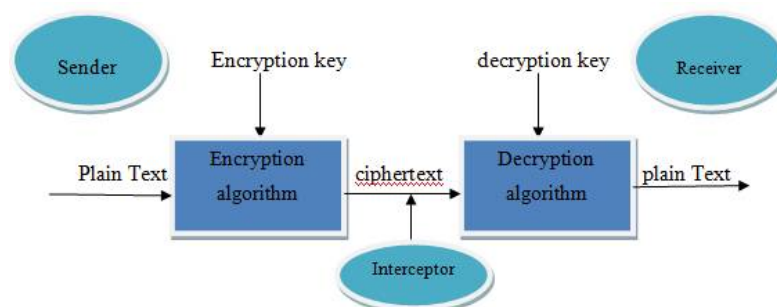 Sender
Encryption key
decryption key
Receiver
Plain Text
Encryption
algorithm
ciphertext
Decryption
algorithm
plain Text
Interceptor